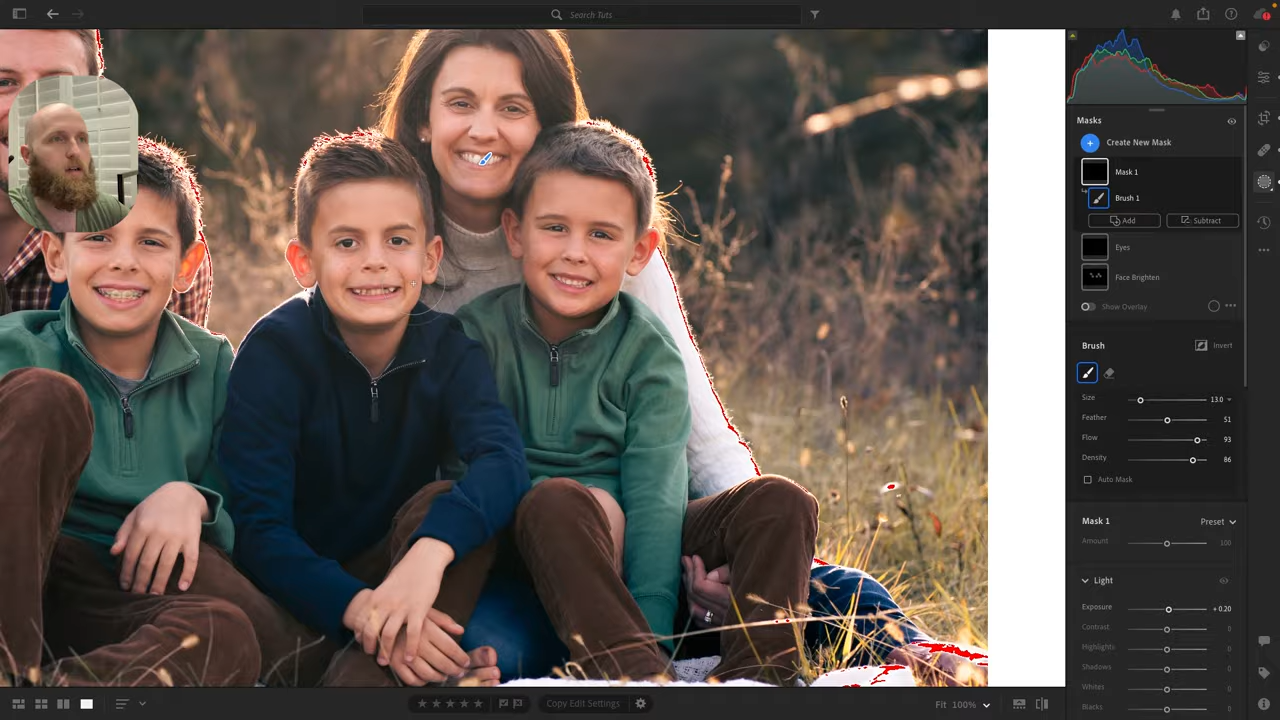 Search Tuts
Masks
Create New Mask
Mask 1
Brush 1
Add
Subtract
Eyes
Face Brighten
Show Overlay
Brush
Invert
Size 13.0
Feather 51
Flow 93
Density 86
Auto Mask
Mask 1 Preset
Amount 100
Light
Exposure + 0.20
Contrast 0
Highlights 0
Shadows 0
Whites 0
Blacks 0
Copy Edit Settings
Fit 100%